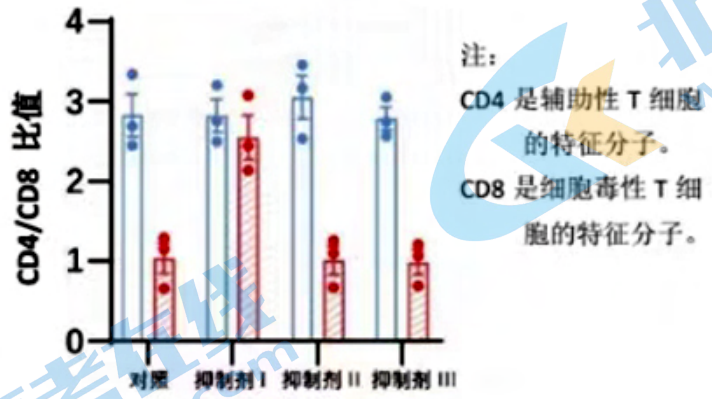 CD4/CD8 比值
4
3
2
1
0
对照
抑制剂 I
抑制剂 II
抑制剂 III
注：
CD4 是辅助性 T 细胞
的特征分子。
CD8 是细胞毒性 T 细
胞的特征分子。